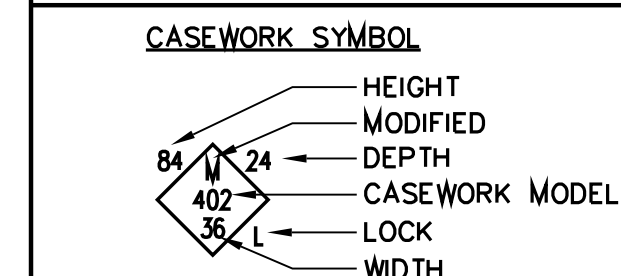 CASEWORK SYMBOL
HEIGHT
MODIFIED
84 M 24 DEPTH
402 CASEWORK MODEL
36 L LOCK
WIDTH